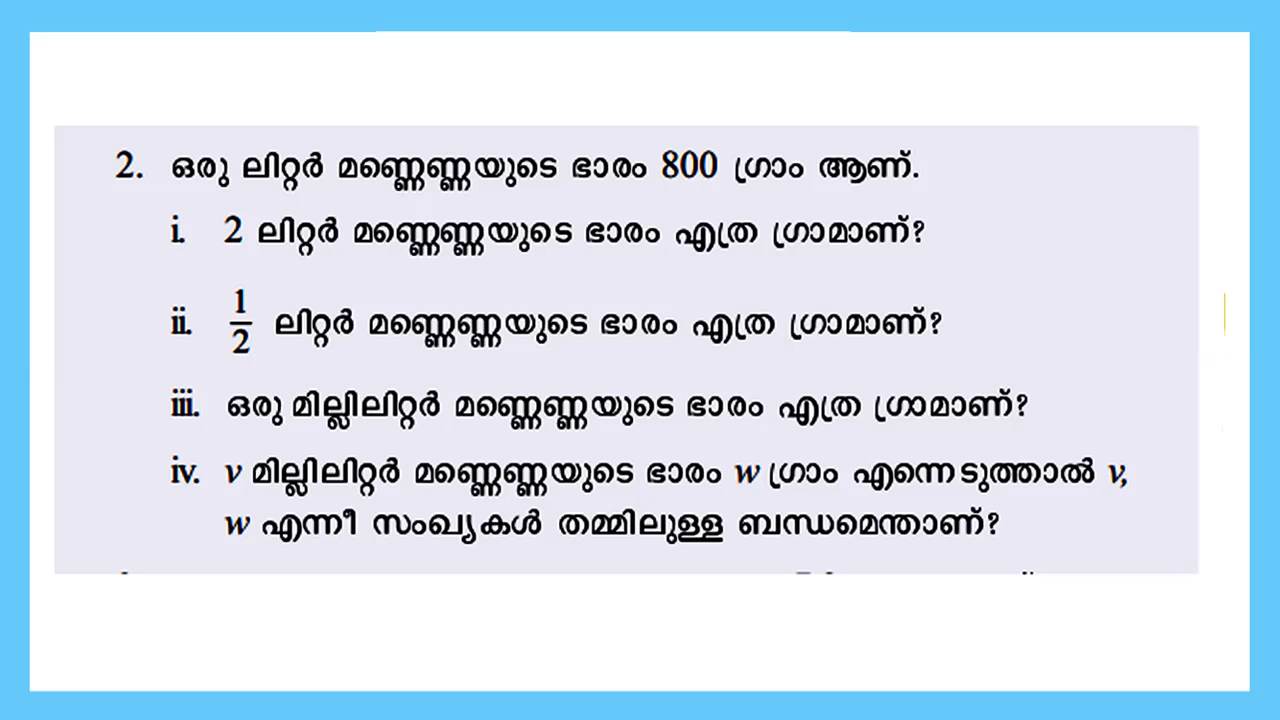 2. ഒരു ലിറ്റർ മണ്ണെണ്ണയുടെ ഭാരം 800 ഗ്രാം ആണ്.
i. 2 ലിറ്റർ മണ്ണെണ്ണയുടെ ഭാരം എത്ര ഗ്രാമാണ്?
ii. 1/2 ലിറ്റർ മണ്ണെണ്ണയുടെ ഭാരം എത്ര ഗ്രാമാണ്?
iii. ഒരു മില്ലിലിറ്റർ മണ്ണെണ്ണയുടെ ഭാരം എത്ര ഗ്രാമാണ്?
iv. v മില്ലിലിറ്റർ മണ്ണെണ്ണയുടെ ഭാരം w ഗ്രാം എന്നെടുത്താൽ v,
w എന്നീ സംഖ്യകൾ തമ്മിലുള്ള ബന്ധമെന്താണ്?